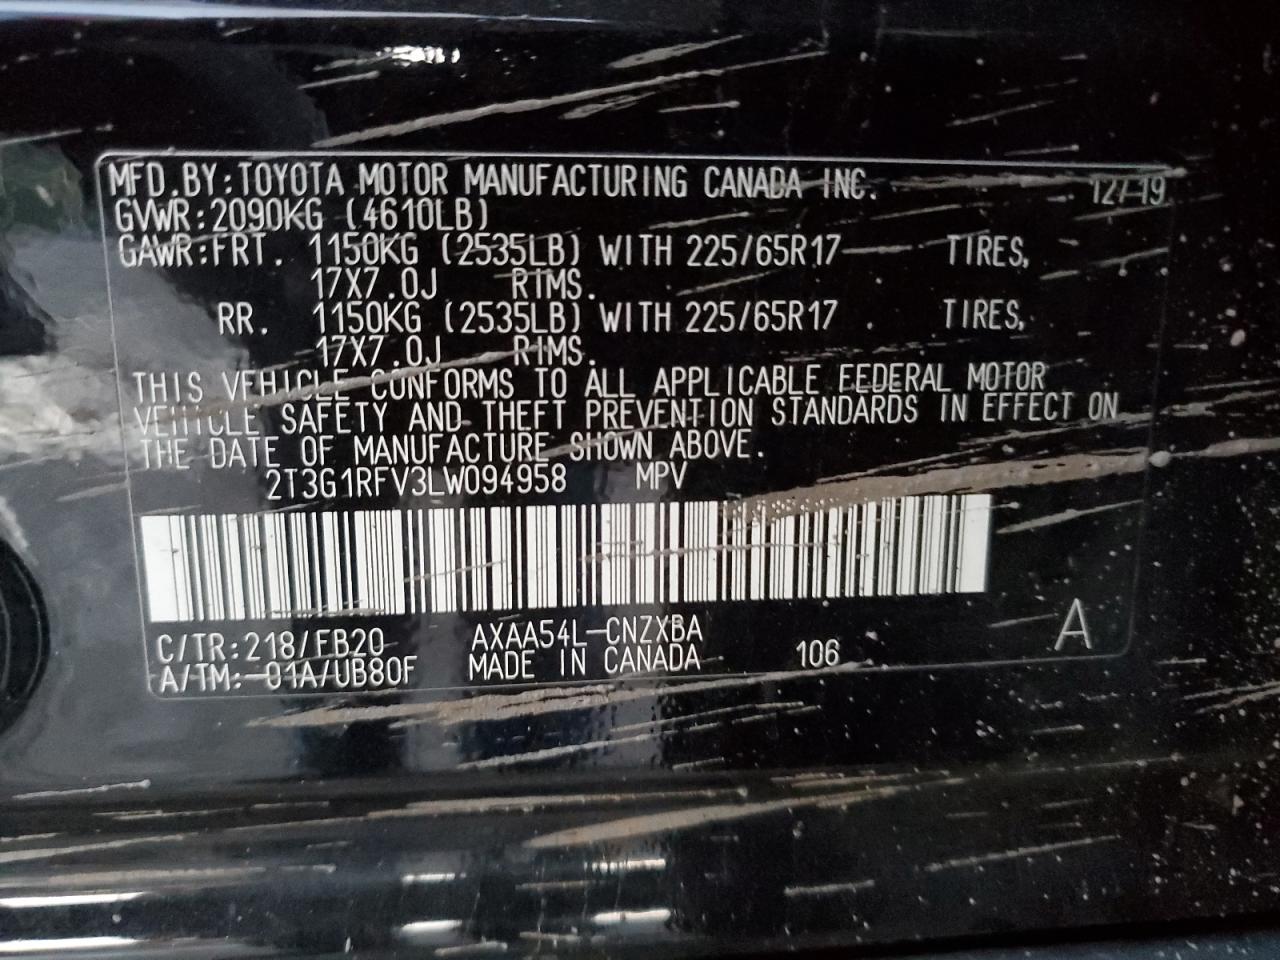 MFD.BY:TOYOTA MOTOR MANUFACTURING CANADA INC. 12/19
GVWR:2090KG (4610LB)
GAWR:FRT. 1150KG (2535LB) WITH 225/65R17 TIRES,
17X7.0J RIMS.
RR. 1150KG (2535LB) WITH 225/65R17 TIRES,
17X7.0J RIMS.
THIS VEHICLE CONFORMS TO ALL APPLICABLE FEDERAL MOTOR
VEHICLE SAFETY AND THEFT PREVENTION STANDARDS IN EFFECT ON
THE DATE OF MANUFACTURE SHOWN ABOVE.
2T3G1RFV3LW094958 MPV
C/TR:218/FB20 AXAA54L-CNZXBA
A/TM:-01A/UB80F MADE IN CANADA 106 A